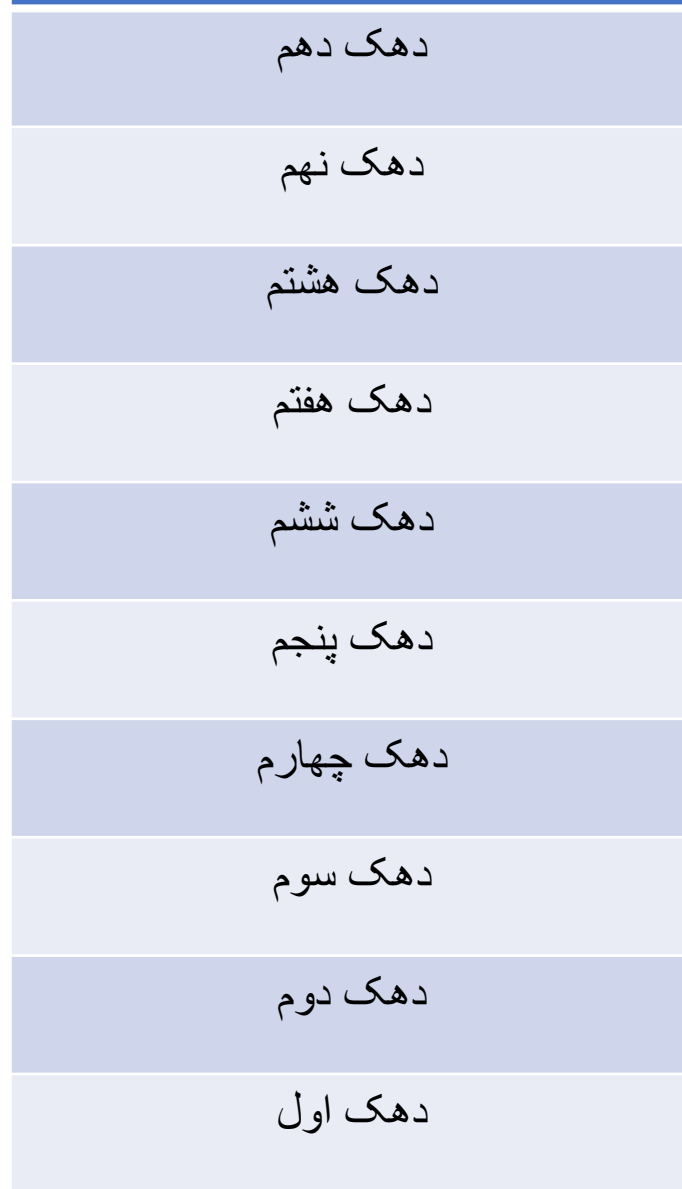 دهک دهم
دهک نهم
دهک هشتم
دهک هفتم
دهک ششم
دهک پنجم
دهک چهارم
دهک سوم
دهک دوم
دهک اول